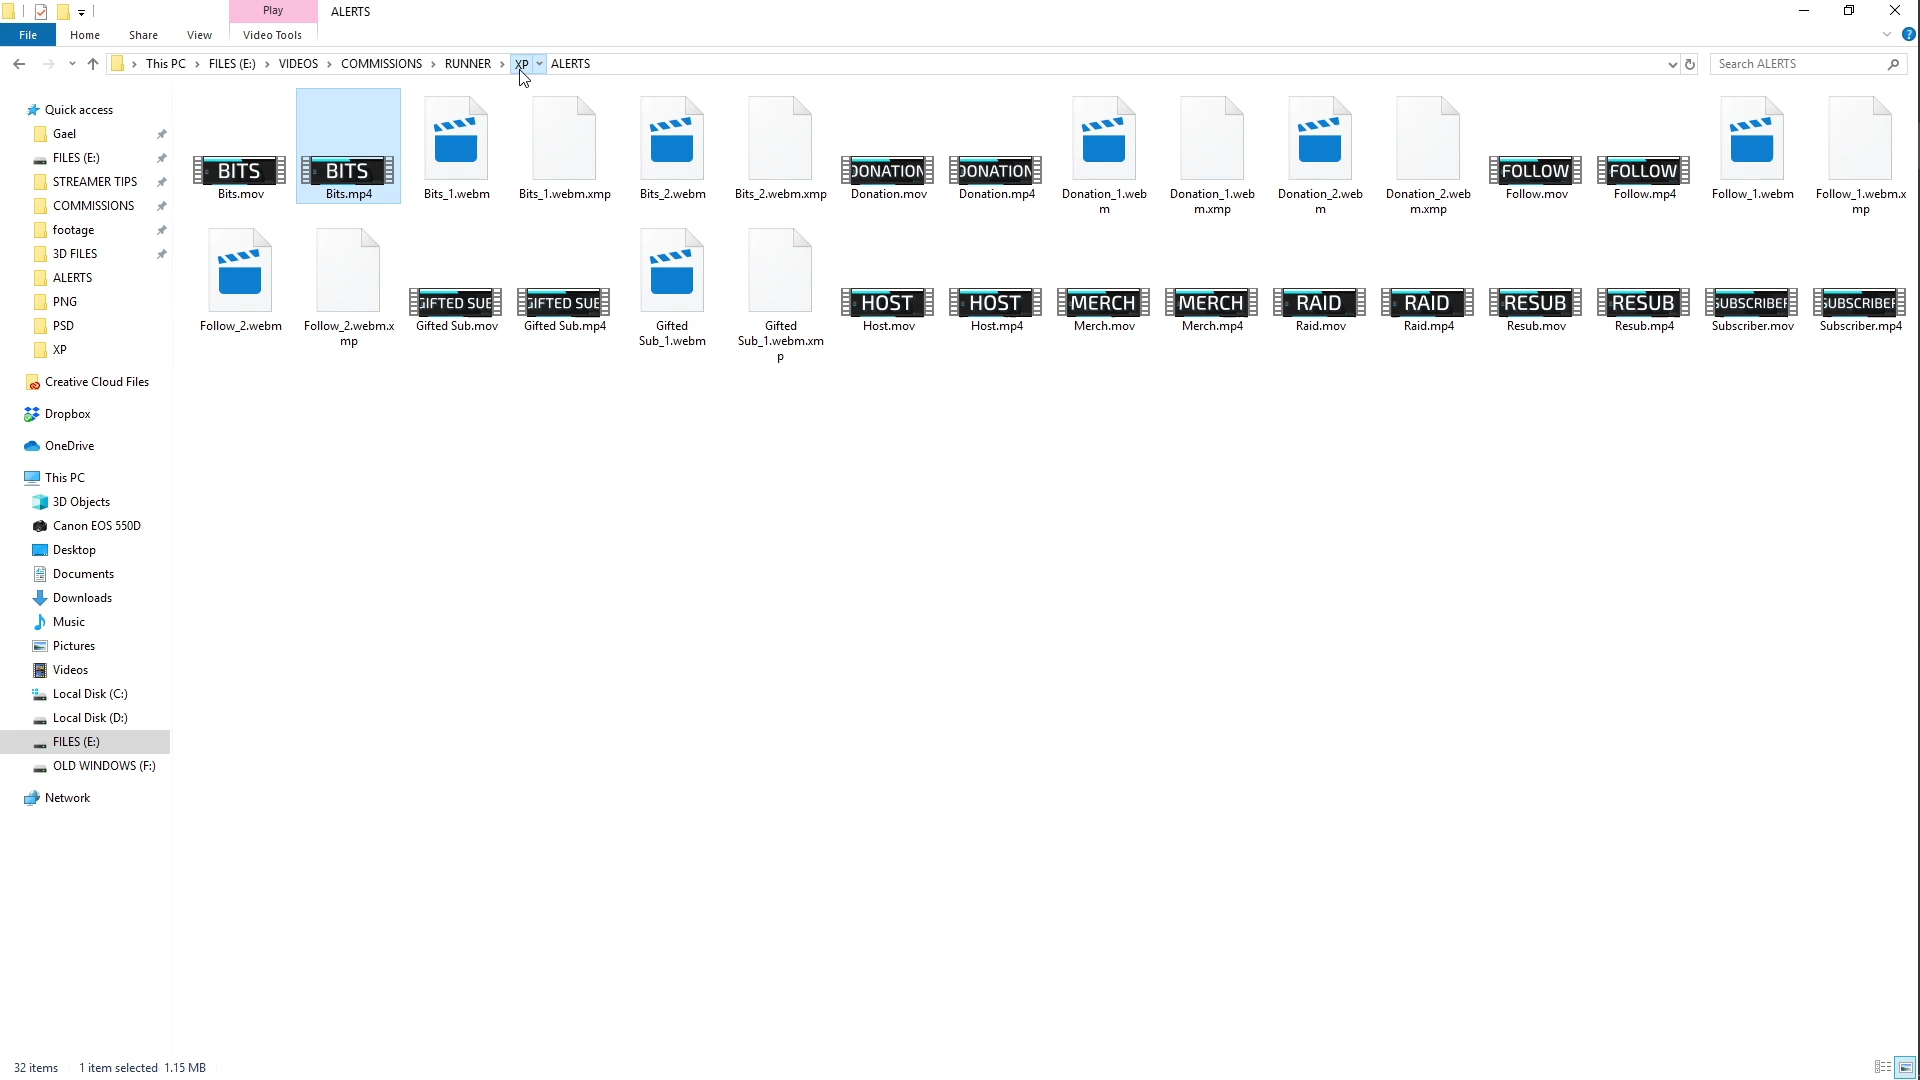 Play
ALERTS
File
Home
Share
View
Video Tools
?
This PC
FILES (E:)
VIDEOS
COMMISSIONS
RUNNER
XP
ALERTS
Search ALERTS
Quick access
Gael
FILES (E:)
STREAMER TIPS
COMMISSIONS
footage
3D FILES
ALERTS
PNG
PSD
XP
Creative Cloud Files
Dropbox
OneDrive
This PC
3D Objects
Canon EOS 550D
Desktop
Documents
Downloads
Music
Pictures
Videos
Local Disk (C:)
Local Disk (D:)
FILES (E:)
OLD WINDOWS (F:)
Network
BITS
Bits.mov
BITS
Bits.mp4
Bits_1.webm
Bits_1.webm.xmp
Bits_2.webm
Bits_2.webm.xmp
DONATION
Donation.mov
DONATION
Donation.mp4
Donation_1.web
m
Donation_1.web
m.xmp
Donation_2.web
m
Donation_2.web
m.xmp
FOLLOW
Follow.mov
FOLLOW
Follow.mp4
Follow_1.webm
Follow_1.webm.x
mp
Follow_2.webm
Follow_2.webm.x
mp
GIFTED SUB
Gifted Sub.mov
GIFTED SUB
Gifted Sub.mp4
Gifted
Sub_1.webm
Gifted
Sub_1.webm.xm
p
HOST
Host.mov
HOST
Host.mp4
MERCH
Merch.mov
MERCH
Merch.mp4
RAID
Raid.mov
RAID
Raid.mp4
RESUB
Resub.mov
RESUB
Resub.mp4
SUBSCRIBER
Subscriber.mov
SUBSCRIBER
Subscriber.mp4
32 items
1 item selected 1.15 MB